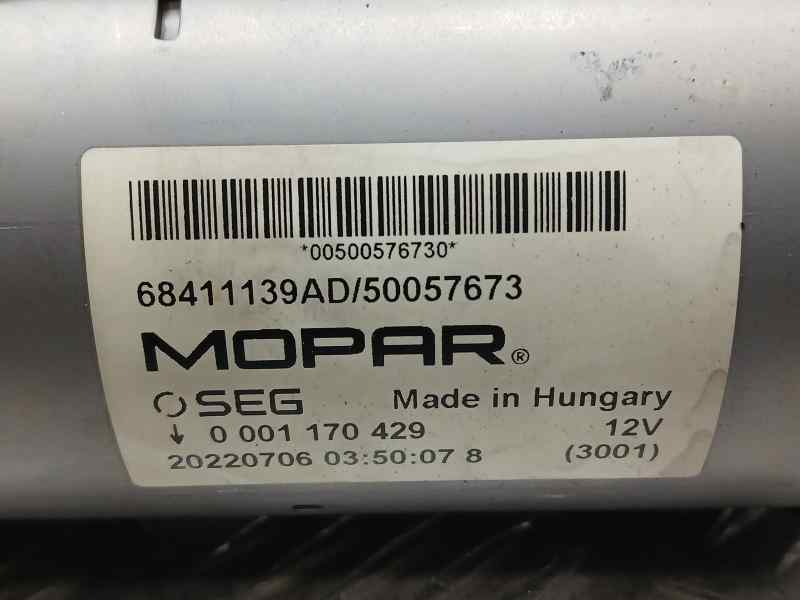 *00500576730*
68411139AD/50057673
MOPAR®
SEG Made in Hungary
↓ 0 001 170 429 12V
20220706 03:50:07 8 (3001)